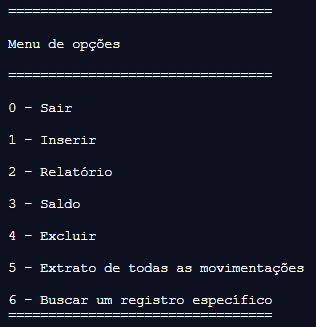 =================================
Menu de opções
=================================
0 - Sair
1 - Inserir
2 - Relatório
3 - Saldo
4 - Excluir
5 - Extrato de todas as movimentações
6 - Buscar um registro específico
=================================